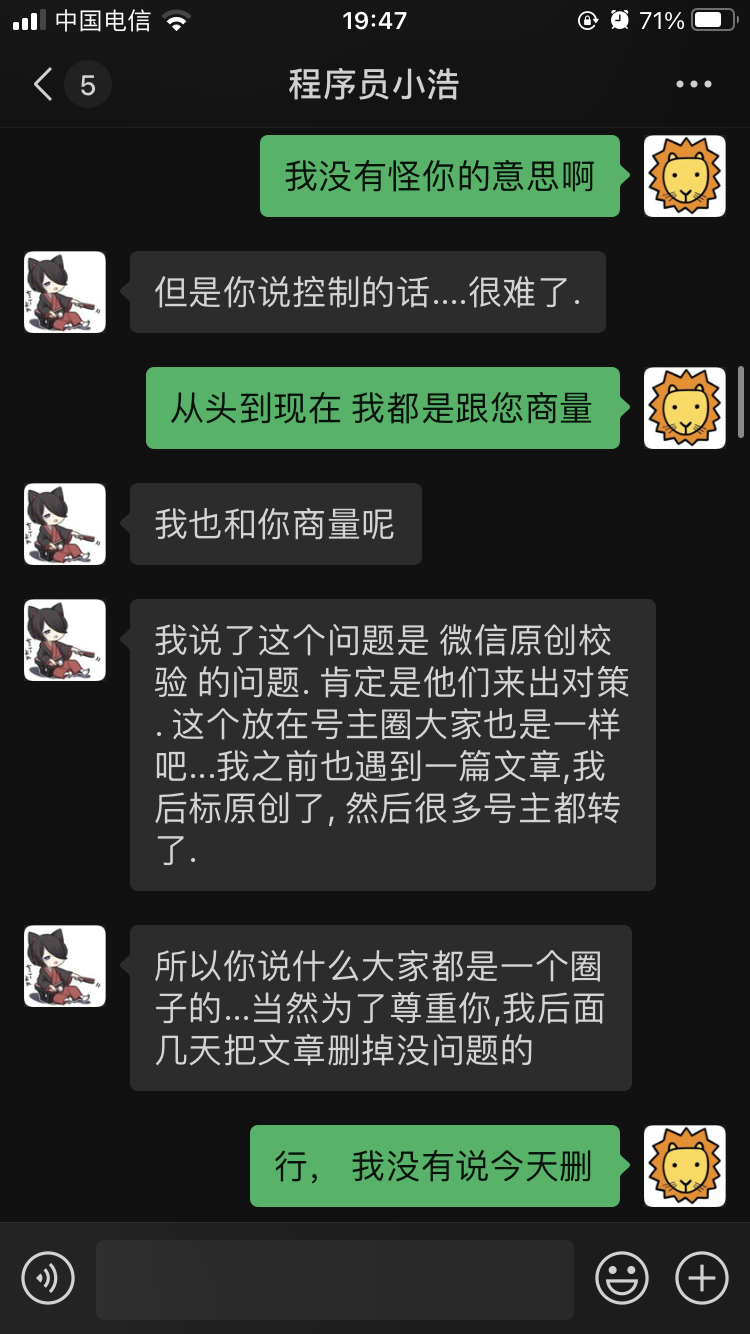 中国电信
19:47
71%
5
程序员小浩
我没有怪你的意思啊
但是你说控制的话....很难了.
从头到现在 我都是跟您商量
我也和你商量呢
我说了这个问题是 微信原创校
验 的问题. 肯定是他们来出对策
. 这个放在号主圈大家也是一样
吧...我之前也遇到一篇文章,我
后标原创了, 然后很多号主都转
了.
所以你说什么大家都是一个圈
子的...当然为了尊重你,我后面
几天把文章删掉没问题的
行， 我没有说今天删